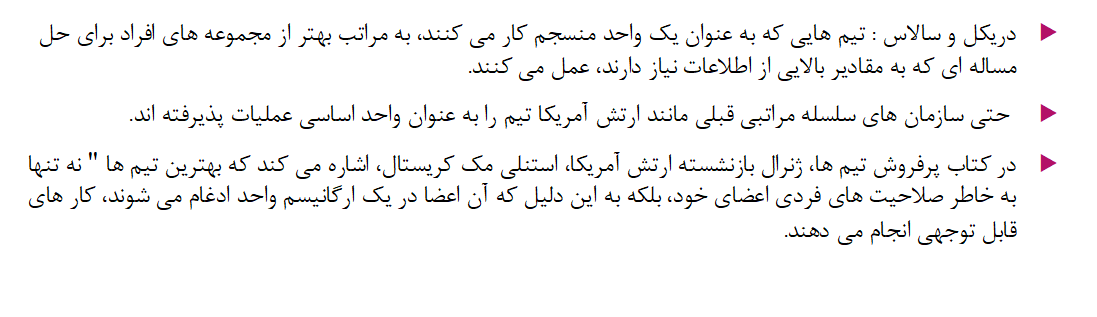 دریکل و سالاس : تیم هایی که به عنوان یک واحد منسجم کار می کنند، به مراتب بهتر از مجموعه های افراد برای حل
مساله ای که به مقادیر بالایی از اطلاعات نیاز دارند، عمل می کنند.
حتی سازمان های سلسله مراتبی قبلی مانند ارتش آمریکا تیم را به عنوان واحد اساسی عملیات پذیرفته اند.
در کتاب پرفروش تیم ها، ژنرال بازنشسته ارتش آمریکا، استنلی مک کریستال، اشاره می کند که بهترین تیم ها " نه تنها
به خاطر صلاحیت های فردی اعضای خود، بلکه به این دلیل که آن اعضا در یک ارگانیسم واحد ادغام می شوند، کار های
قابل توجهی انجام می دهند.